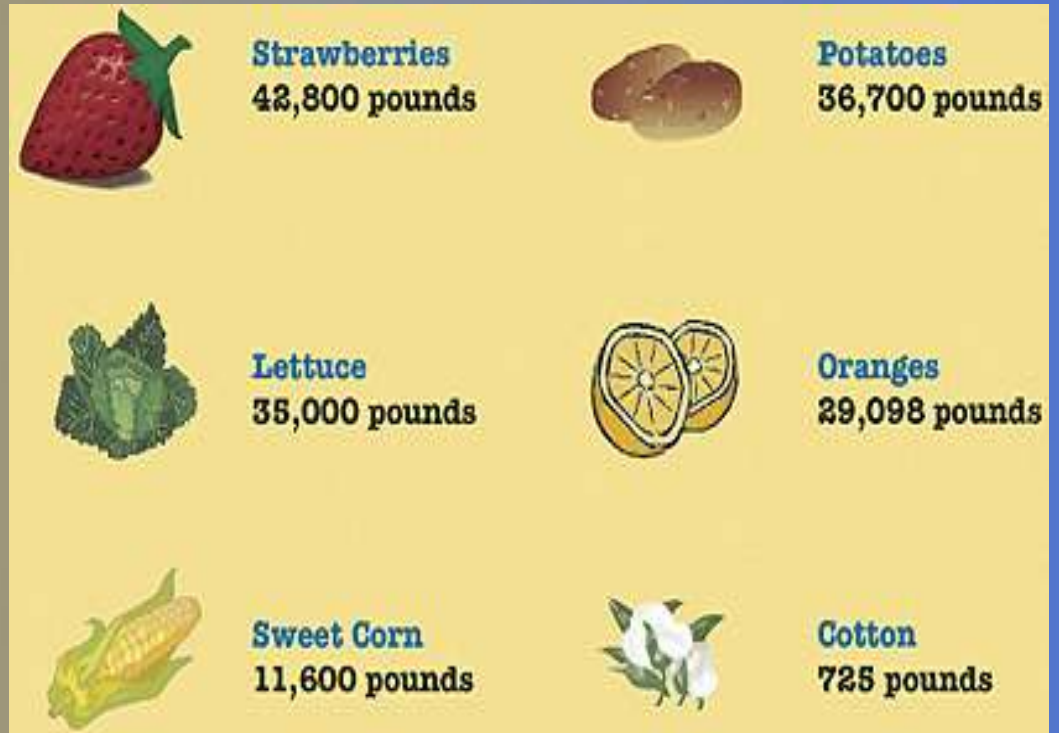 Strawberries
42,800 pounds
Potatoes
36,700 pounds
Lettuce
35,000 pounds
Oranges
29,098 pounds
Sweet Corn
11,600 pounds
Cotton
725 pounds